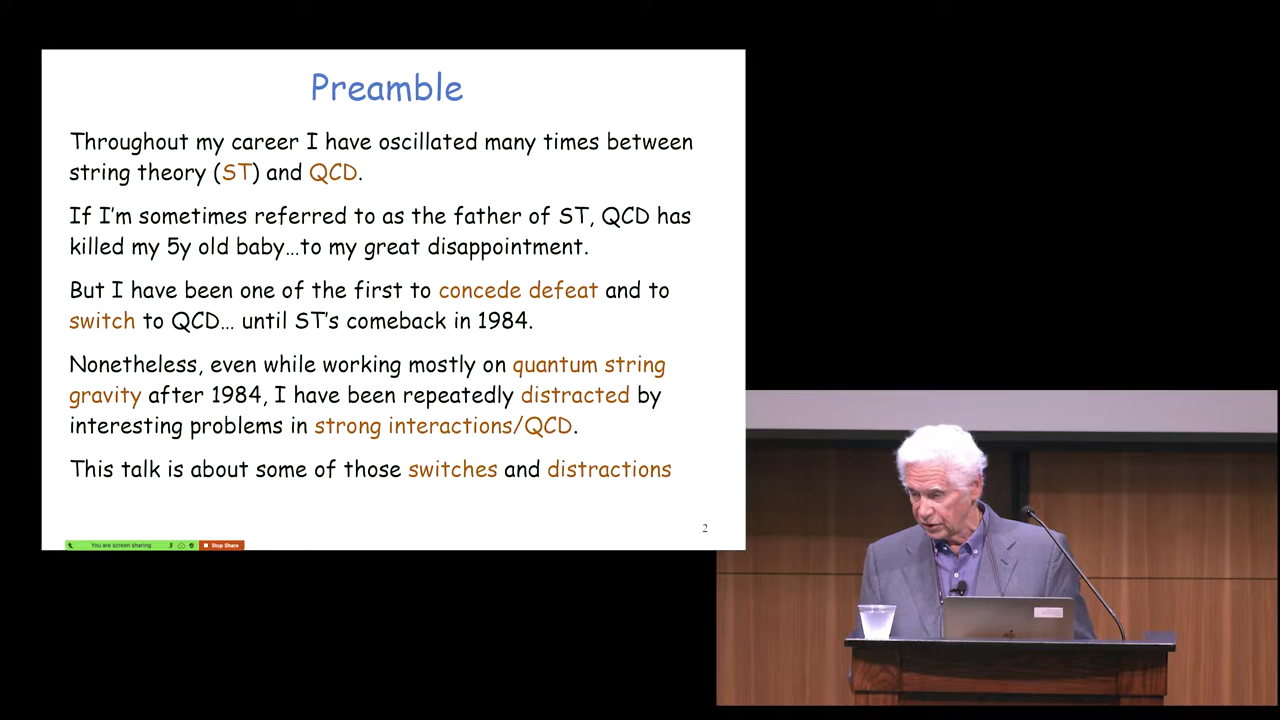 Preamble
Throughout my career I have oscillated many times between
string theory (ST) and QCD.
If I'm sometimes referred to as the father of ST, QCD has
killed my 5y old baby…to my great disappointment.
But I have been one of the first to concede defeat and to
switch to QCD… until ST's comeback in 1984.
Nonetheless, even while working mostly on quantum string
gravity after 1984, I have been repeatedly distracted by
interesting problems in strong interactions/QCD.
This talk is about some of those switches and distractions
2
You are screen sharing
Stop Share